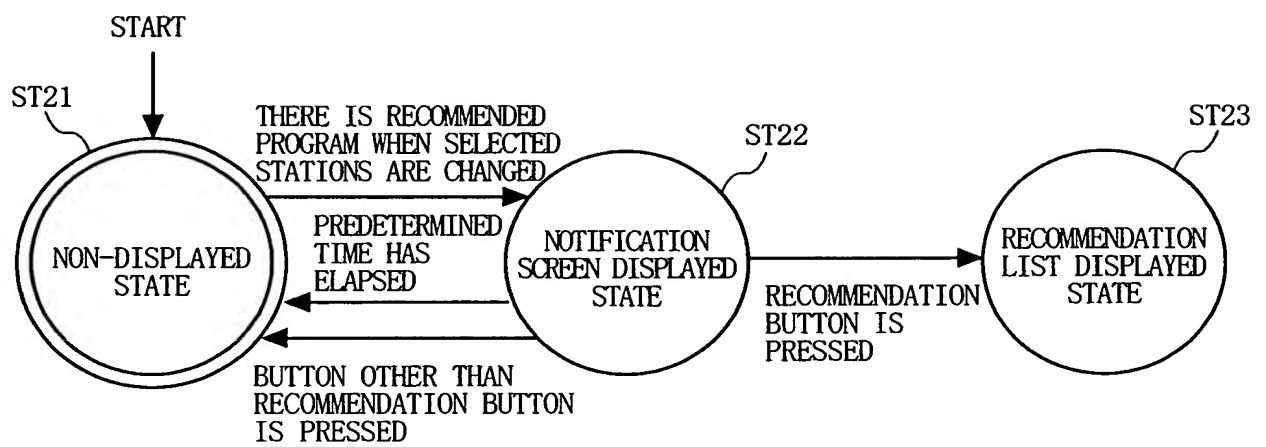 START
ST21
THERE IS RECOMMENDED
PROGRAM WHEN SELECTED
STATIONS ARE CHANGED
ST22
ST23
PREDETERMINED
TIME HAS
ELAPSED
NON-DISPLAYED
STATE
NOTIFICATION
SCREEN DISPLAYED
STATE
RECOMMENDATION
LIST DISPLAYED
STATE
RECOMMENDATION
BUTTON IS
PRESSED
BUTTON OTHER THAN
RECOMMENDATION BUTTON
IS PRESSED